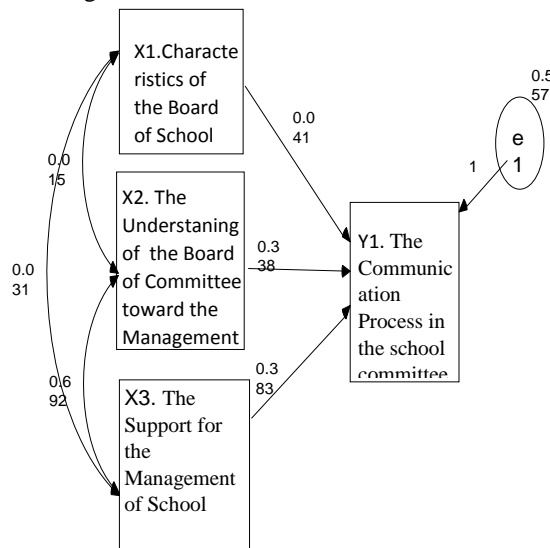 X1.Characte
ristics of
the Board
of School
X2. The
Understaning
of the Board
of Committee
toward the
Management
X3. The
Support for
the
Management
of School
Y1. The
Communic
ation
Process in
the school
committee
e
1
0.5
57
1
0.0
41
0.3
38
0.3
83
0.0
15
0.0
31
0.6
92